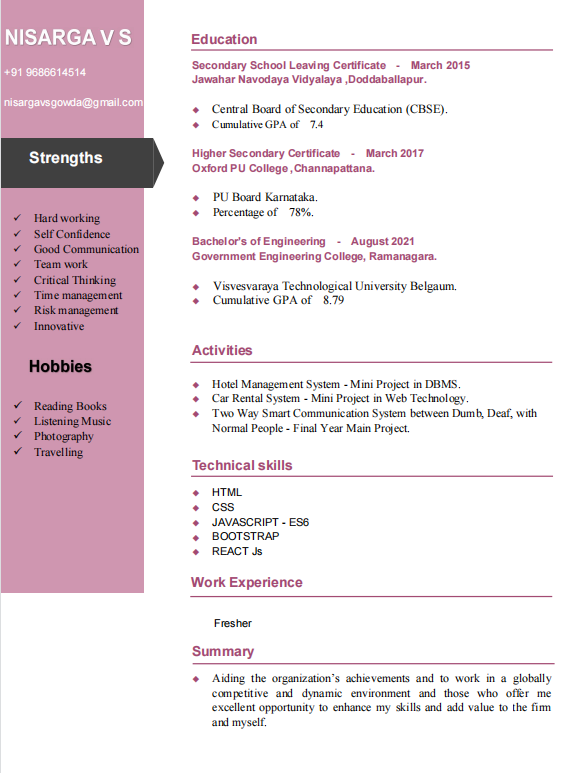 NISARGA V S
+91 9686614514
nisargavsgowda@gmail.com
Strengths
✓ Hard working
✓ Self Confidence
✓ Good Communication
✓ Team work
✓ Critical Thinking
✓ Time management
✓ Risk management
✓ Innovative
Hobbies
✓ Reading Books
✓ Listening Music
✓ Photography
✓ Travelling
Education
Secondary School Leaving Certificate - March 2015
Jawahar Navodaya Vidyalaya ,Doddaballapur.
◆ Central Board of Secondary Education (CBSE).
◆ Cumulative GPA of 7.4
Higher Secondary Certificate - March 2017
Oxford PU College ,Channapattana.
◆ PU Board Karnataka.
◆ Percentage of 78%.
Bachelor's of Engineering - August 2021
Government Engineering College, Ramanagara.
◆ Visvesvaraya Technological University Belgaum.
◆ Cumulative GPA of 8.79
Activities
◆ Hotel Management System - Mini Project in DBMS.
◆ Car Rental System - Mini Project in Web Technology.
◆ Two Way Smart Communication System between Dumb, Deaf, with
Normal People - Final Year Main Project.
Technical skills
◆ HTML
◆ CSS
◆ JAVASCRIPT - ES6
◆ BOOTSTRAP
◆ REACT Js
Work Experience
Fresher
Summary
◆ Aiding the organization's achievements and to work in a globally
competitive and dynamic environment and those who offer me
excellent opportunity to enhance my skills and add value to the firm
and myself.